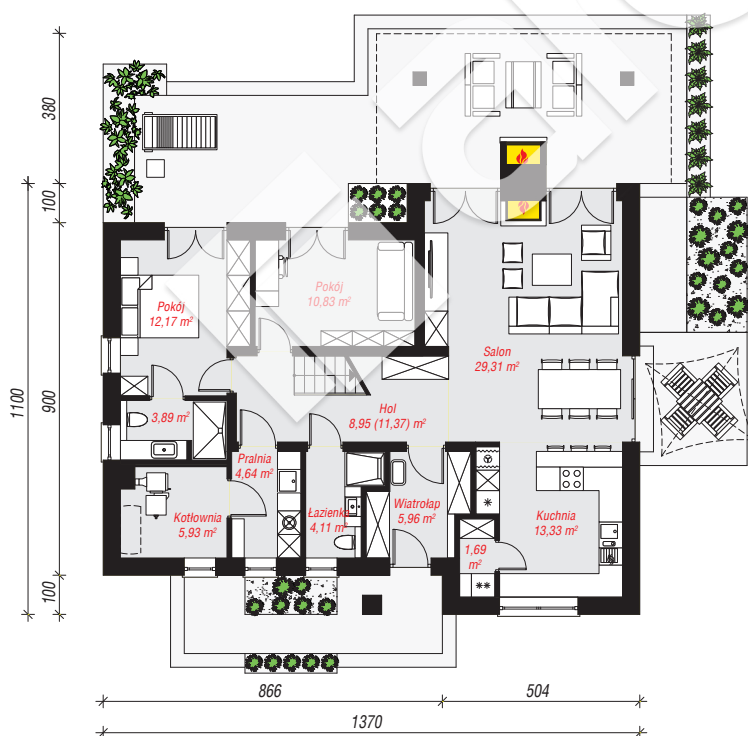 380
100
Pokój
10,83 m²
Pokój
12,17 m²
Salon
29,31 m²
1100
900
3,89 m²
Hol
8,95 (11,37) m²
Pralnia
4,64 m²
Kotłownia
5,93 m²
Łazienka
4,11 m²
Wiatrołap
5,96 m²
Kuchnia
13,33 m²
1,69
m²
100
866
504
1370